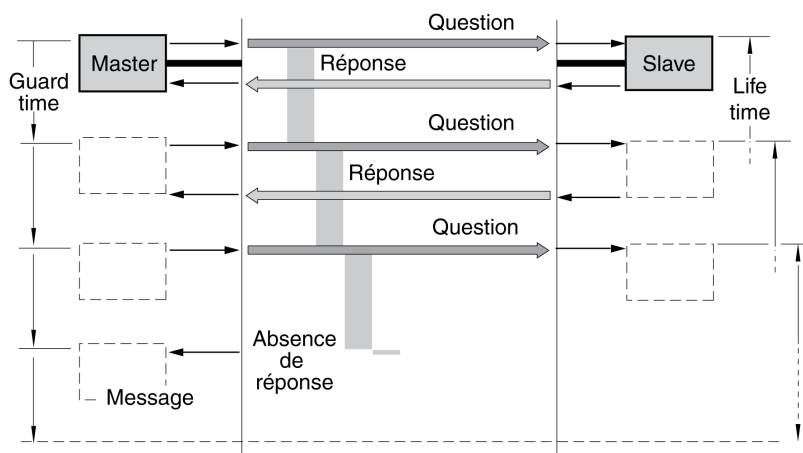 Question
Master
Réponse
Slave
Guard
time
Life
time
Question
Réponse
Question
Absence
de
réponse
Message